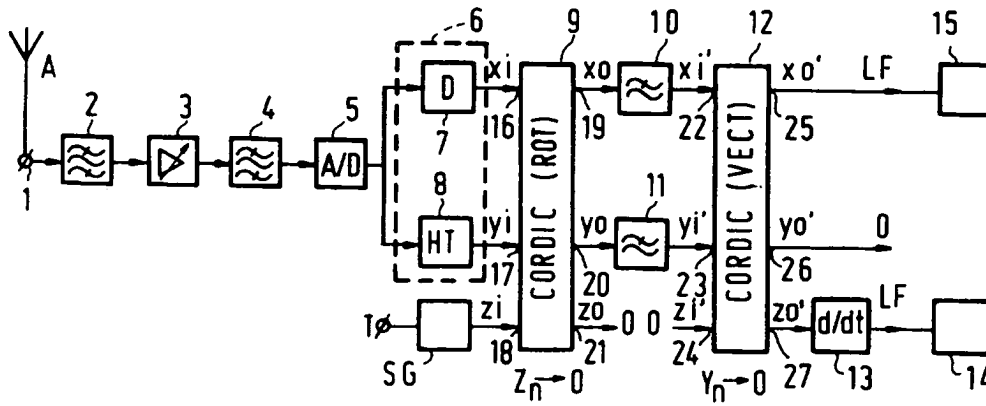 6 9 10 12 15
A
xi xo xi' xo' LF
D
2 3 4 5
7 16 19 22 25
A/D
1
8 11
HT
yi yo yi' yo' 0
17 20 23 26
CORDIC (ROT)
CORDIC (VECT)
T zi zo 0 0 zi' zo' d/dt LF
SG 18 21 24 27 13 14
Zn→0 Yn→0